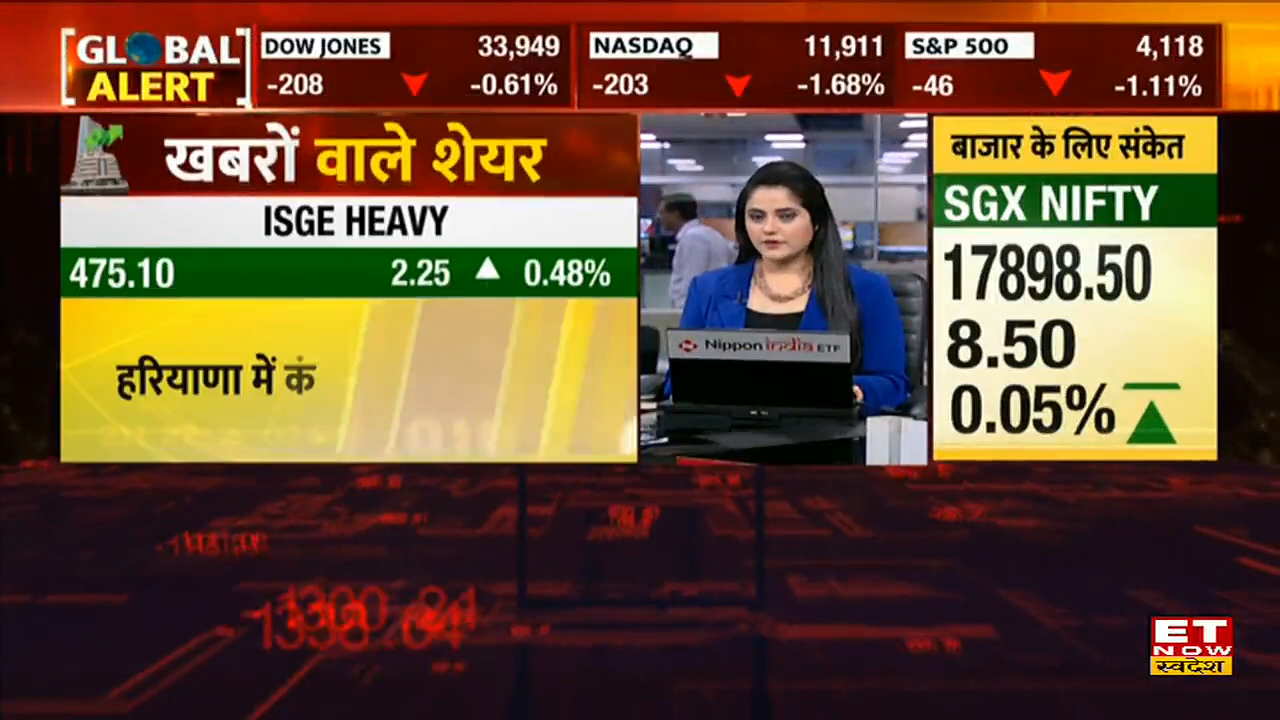 GLOBAL
ALERT
DOW JONES 33,949
-208 -0.61%
NASDAQ 11,911
-203 -1.68%
S&P 500 4,118
-46 -1.11%
खबरों वाले शेयर
ISGE HEAVY
475.10 2.25 0.48%
हरियाणा में कं
Nippon india ETF
बाजार के लिए संकेत
SGX NIFTY
17898.50
8.50
0.05%
ET
NOW
स्वदेश